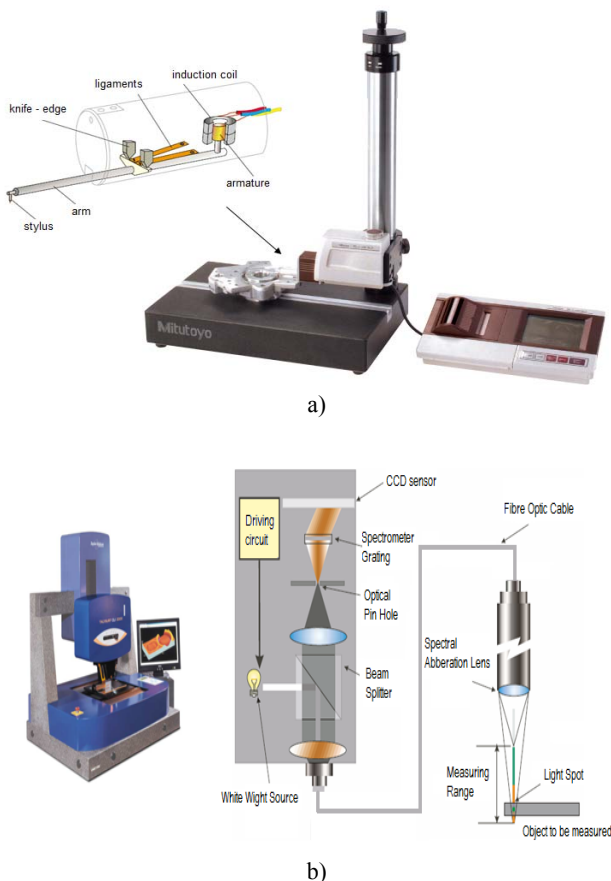 induction coil
ligaments
knife - edge
armature
arm
stylus
Mitutoyo
a)
CCD sensor
Driving
circuit
Fibre Optic Cable
Spectrometer
Grating
Optical
Pin Hole
Spectral
Abberation Lens
Beam
Splitter
Measuring
Range
Light Spot
White Wight Source
Object to be measured
b)